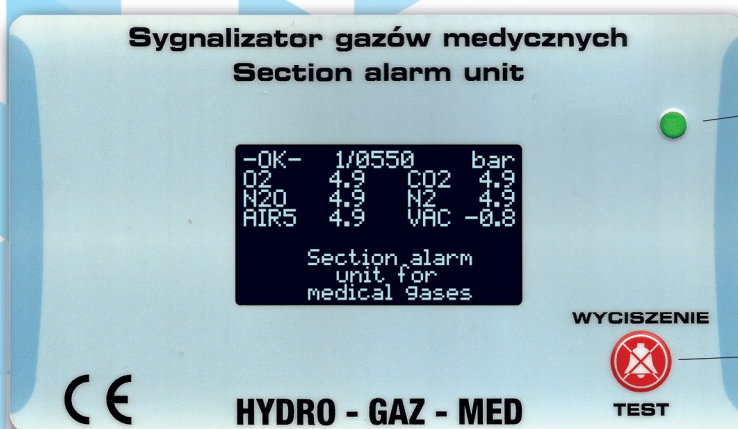 Sygnalizator gazów medycznych
Section alarm unit
-OK- 1/0550 bar
O2 4.9 CO2 4.9
N2O 4.9 N2 4.9
AIR5 4.9 VAC -0.8
Section alarm
unit for
medical gases
WYCISZENIE
TEST
CE
HYDRO - GAZ - MED